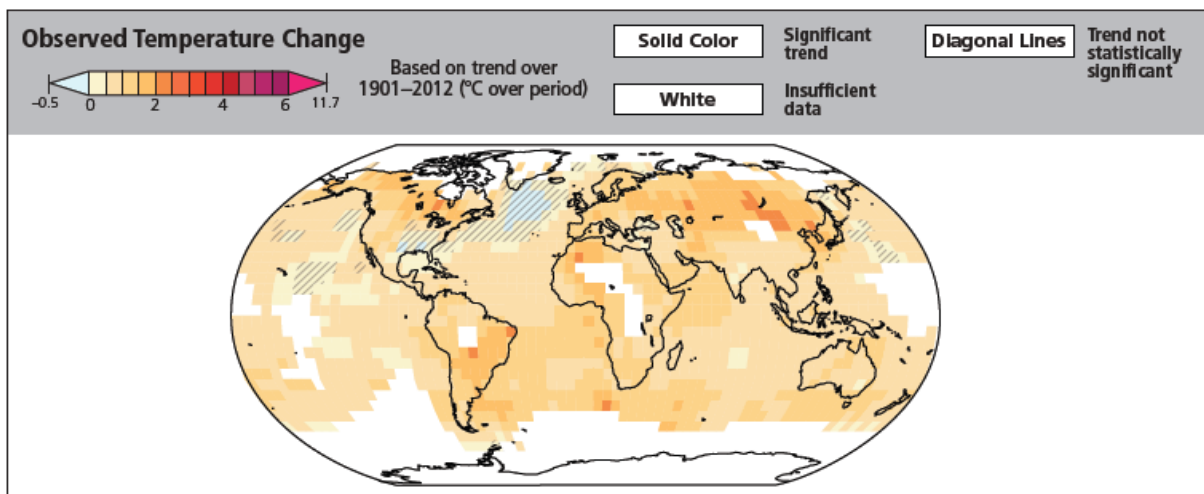 Observed Temperature Change
−0.5 0 2 4 6 11.7
Based on trend over
1901–2012 (°C over period)
Solid Color
Significant
trend
White
Insufficient
data
Diagonal Lines
Trend not
statistically
significant